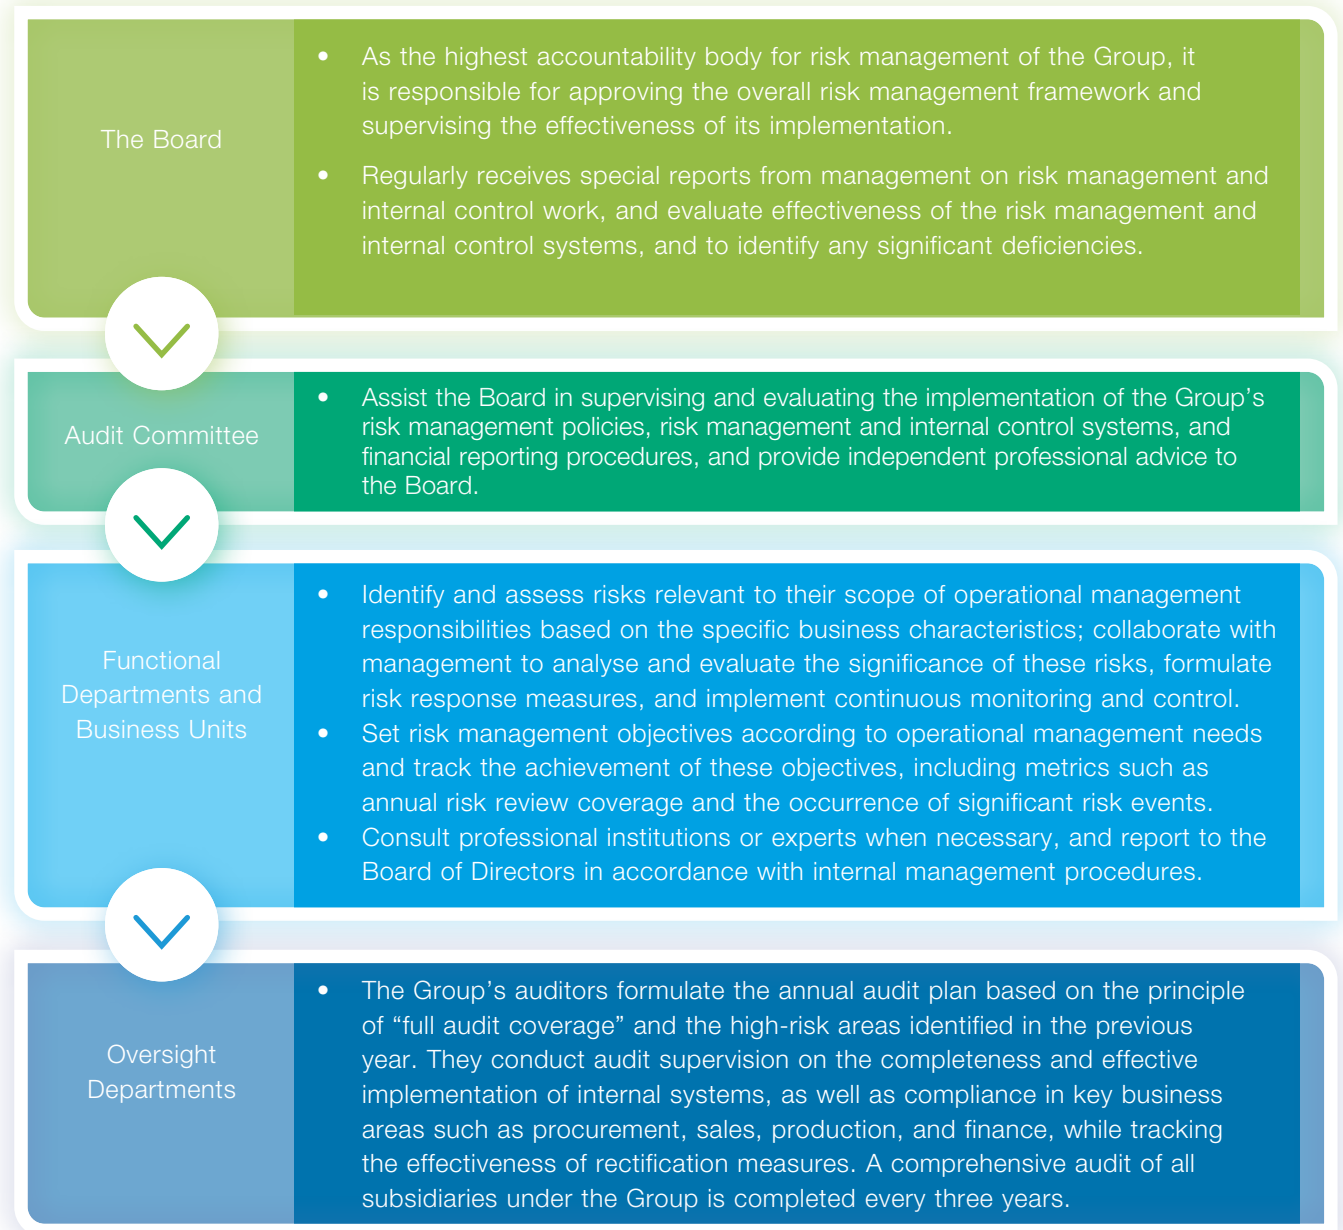 The Board
• As the highest accountability body for risk management of the Group, it
is responsible for approving the overall risk management framework and
supervising the effectiveness of its implementation.
• Regularly receives special reports from management on risk management and
internal control work, and evaluate effectiveness of the risk management and
internal control systems, and to identify any significant deficiencies.
Audit Committee
• Assist the Board in supervising and evaluating the implementation of the Group’s
risk management policies, risk management and internal control systems, and
financial reporting procedures, and provide independent professional advice to
the Board.
Functional
Departments and
Business Units
• Identify and assess risks relevant to their scope of operational management
responsibilities based on the specific business characteristics; collaborate with
management to analyse and evaluate the significance of these risks, formulate
risk response measures, and implement continuous monitoring and control.
• Set risk management objectives according to operational management needs
and track the achievement of these objectives, including metrics such as
annual risk review coverage and the occurrence of significant risk events.
• Consult professional institutions or experts when necessary, and report to the
Board of Directors in accordance with internal management procedures.
Oversight
Departments
• The Group’s auditors formulate the annual audit plan based on the principle
of “full audit coverage” and the high-risk areas identified in the previous
year. They conduct audit supervision on the completeness and effective
implementation of internal systems, as well as compliance in key business
areas such as procurement, sales, production, and finance, while tracking
the effectiveness of rectification measures. A comprehensive audit of all
subsidiaries under the Group is completed every three years.